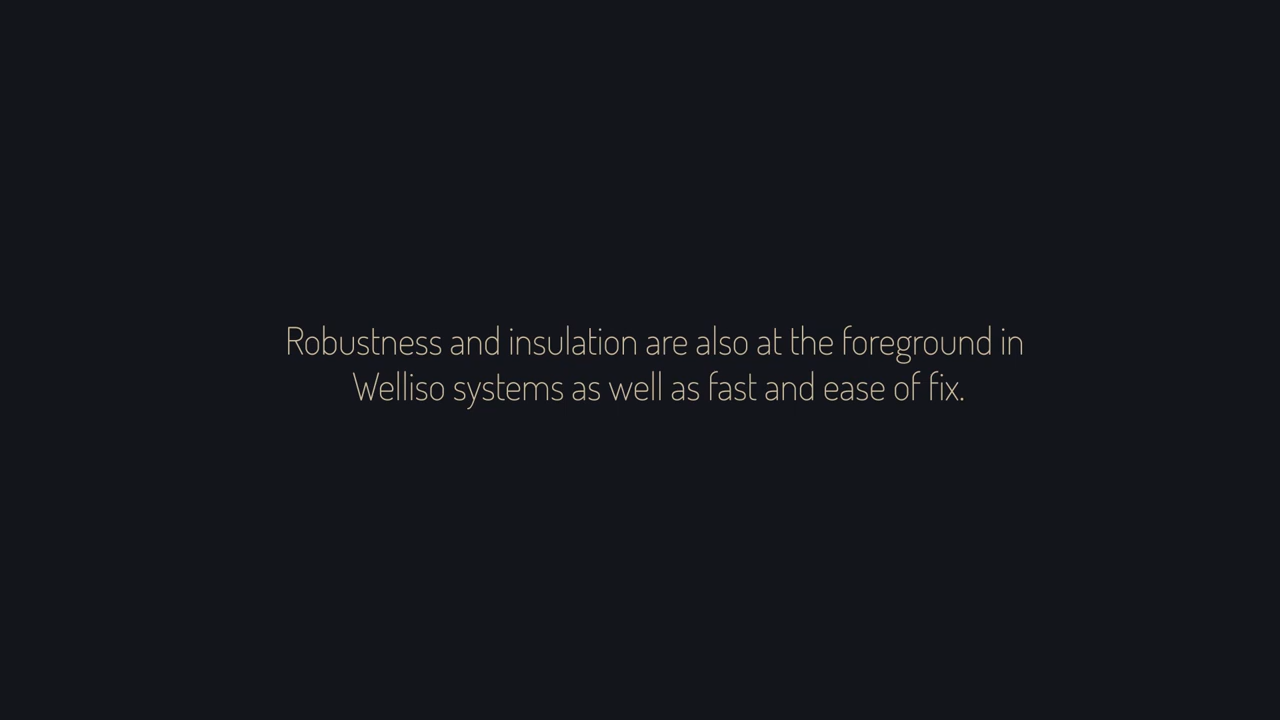 Robustness and insulation are also at the foreground in
Welliso systems as well as fast and ease of fix.